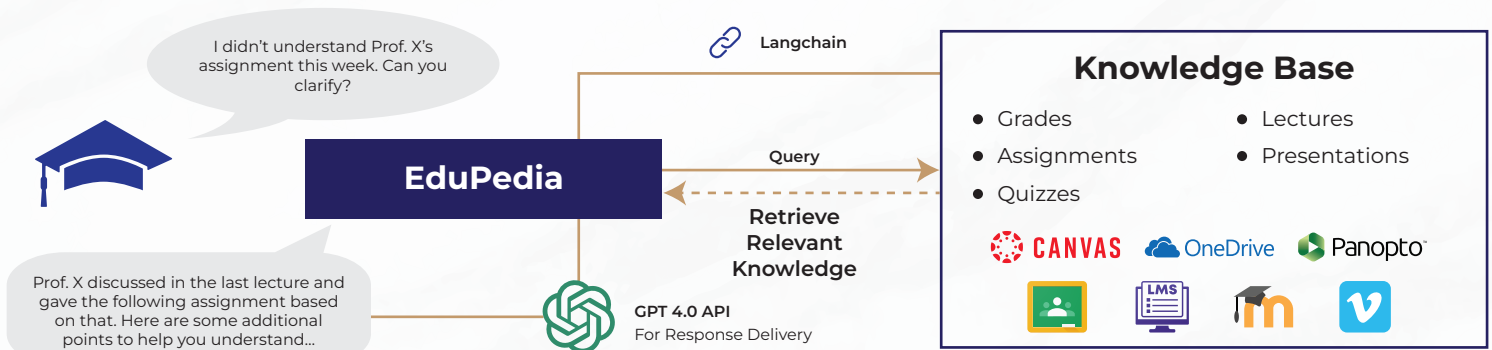 I didn’t understand Prof. X’s
assignment this week. Can you
clarify?
Langchain
EduPedia
Query
Retrieve
Relevant
Knowledge
Prof. X discussed in the last lecture and
gave the following assignment based
on that. Here are some additional
points to help you understand...
GPT 4.0 API
For Response Delivery
Knowledge Base
Grades
Assignments
Quizzes
Lectures
Presentations
CANVAS
OneDrive
Panopto
LMS
m